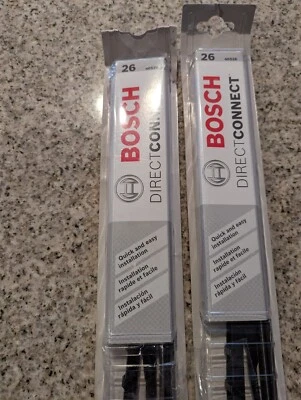 26
BOSCH
DIRECTCONN
Quick and easy
installation
Installation
rapide et facile
Instalación
rápida y fácil
26
BOSCH
DIRECTCONNECT
Quick and easy
installation
Installation
rapide et facile
Instalación
rápida y fácil